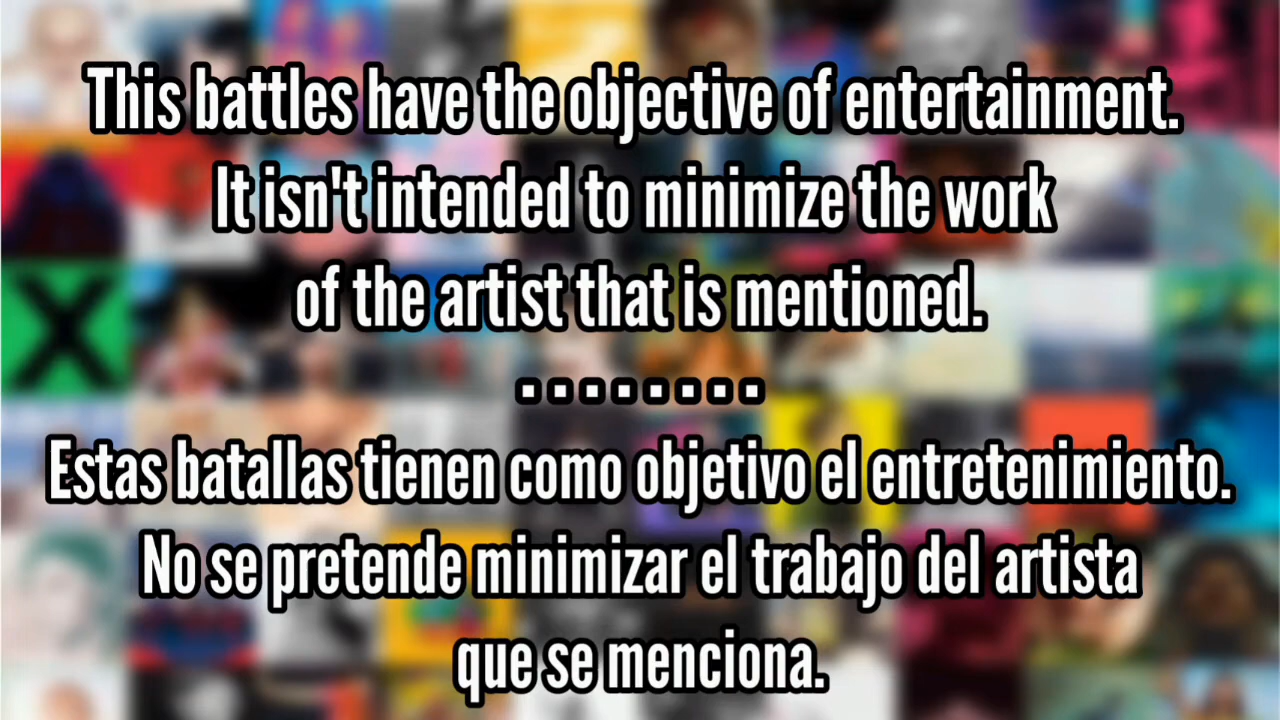 This battles have the objective of entertainment.
It isn't intended to minimize the work
of the artist that is mentioned.
........
Estas batallas tienen como objetivo el entretenimiento.
No se pretende minimizar el trabajo del artista
que se menciona.